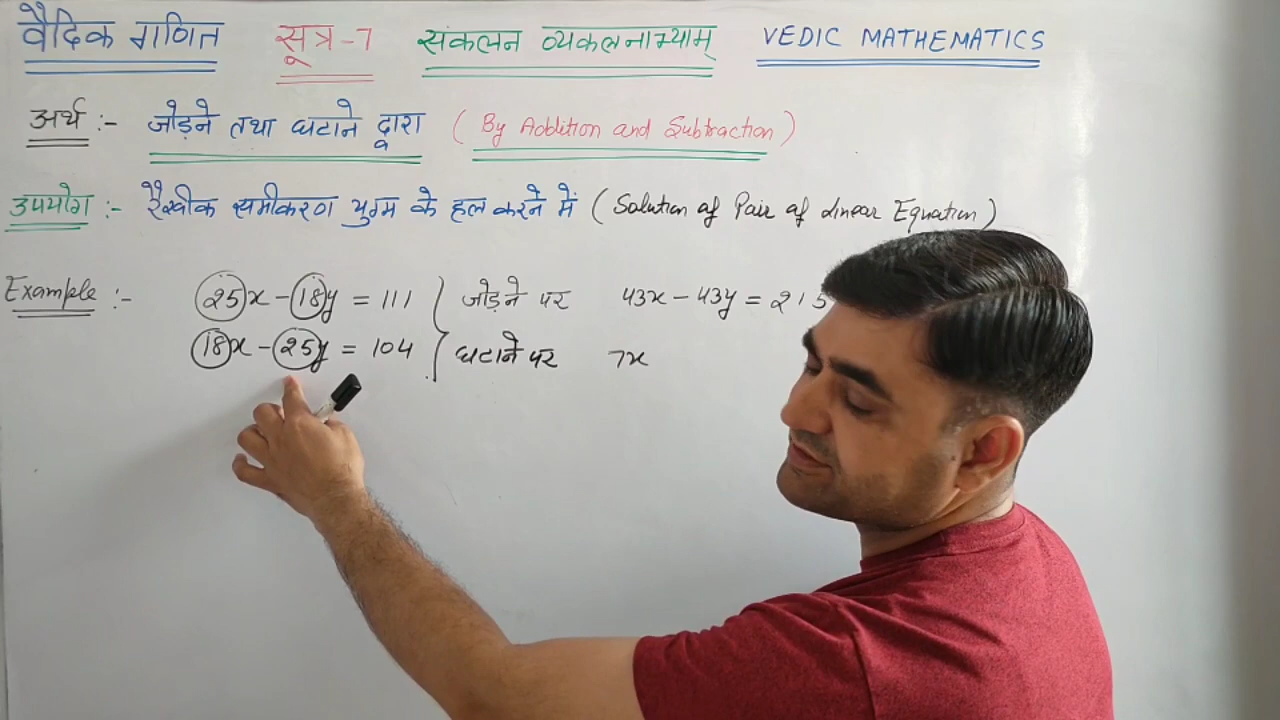 वैदिक गणित सूत्र-7 संकलन व्यकलनाभ्याम् VEDIC MATHEMATICS
अर्थ :- जोड़ने तथा घटाने द्वारा ( By Addition and Subtraction )
उपयोग :- रैखीक समीकरण युग्म के हल करने में ( Solution of Pair of Linear Equation )
Example :- 25x - 18y = 111 जोड़ने पर 43x - 43y = 215
18x - 25y = 104 घटाने पर 7x